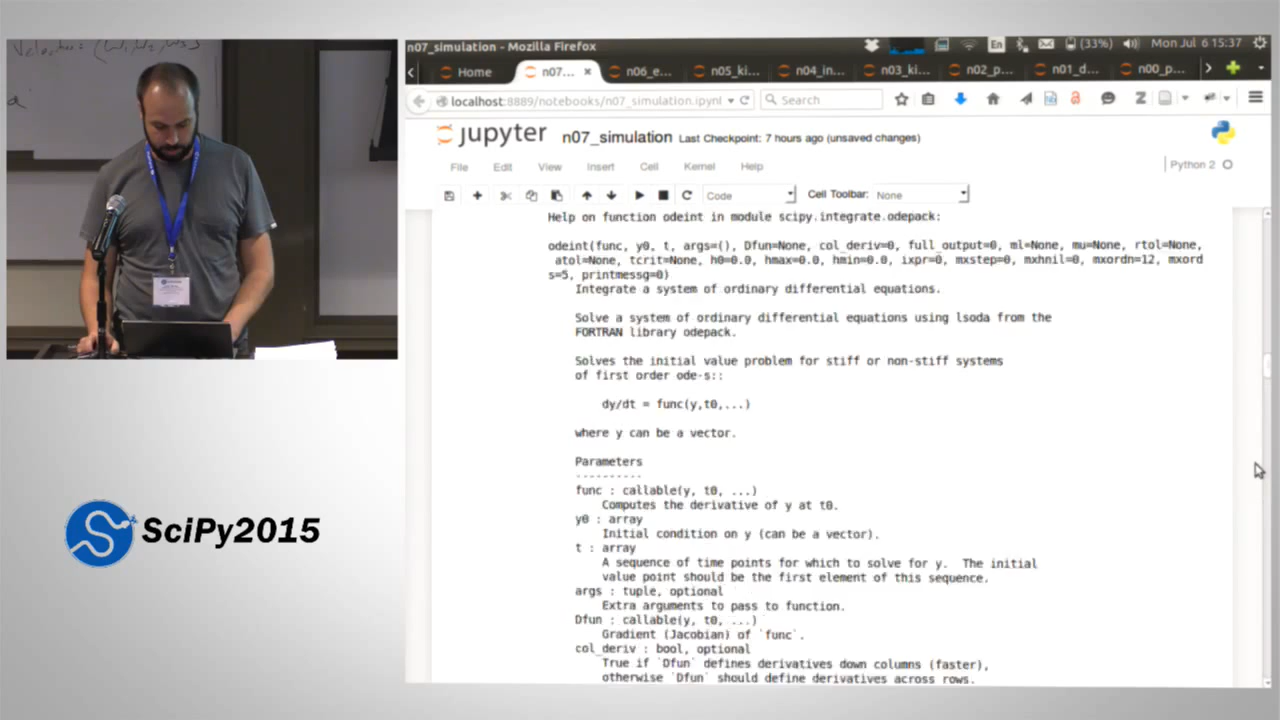 n07_simulation - Mozilla Firefox
En
(33%)
Mon Jul 6 15:37
Home
n07...
n06_e...
n05_ki...
n04_in...
n03_ki...
n02_p...
n01_d...
n00_p...
localhost:8889/notebooks/n07_simulation.ipynl
Search
jupyter
n07_simulation
Last Checkpoint: 7 hours ago (unsaved changes)
File Edit View Insert Cell Kernel Help
Python 2
Code
Cell Toolbar:
None
Help on function odeint in module scipy.integrate.odepack:
odeint(func, y0, t, args=(), Dfun=None, col_deriv=0, full_output=0, ml=None, mu=None, rtol=None,
atol=None, tcrit=None, h0=0.0, hmax=0.0, hmin=0.0, ixpr=0, mxstep=0, mxhnil=0, mxordn=12, mxord
s=5, printmessg=0)
Integrate a system of ordinary differential equations.
Solve a system of ordinary differential equations using lsoda from the
FORTRAN library odepack.
Solves the initial value problem for stiff or non-stiff systems
of first order ode-s::
dy/dt = func(y,t0,...)
where y can be a vector.
Parameters
----------
func : callable(y, t0, ...)
Computes the derivative of y at t0.
y0 : array
Initial condition on y (can be a vector).
t : array
A sequence of time points for which to solve for y. The initial
value point should be the first element of this sequence.
args : tuple, optional
Extra arguments to pass to function.
Dfun : callable(y, t0, ...)
Gradient (Jacobian) of `func`.
col_deriv : bool, optional
True if `Dfun` defines derivatives down columns (faster),
otherwise `Dfun` should define derivatives across rows.
SciPy2015